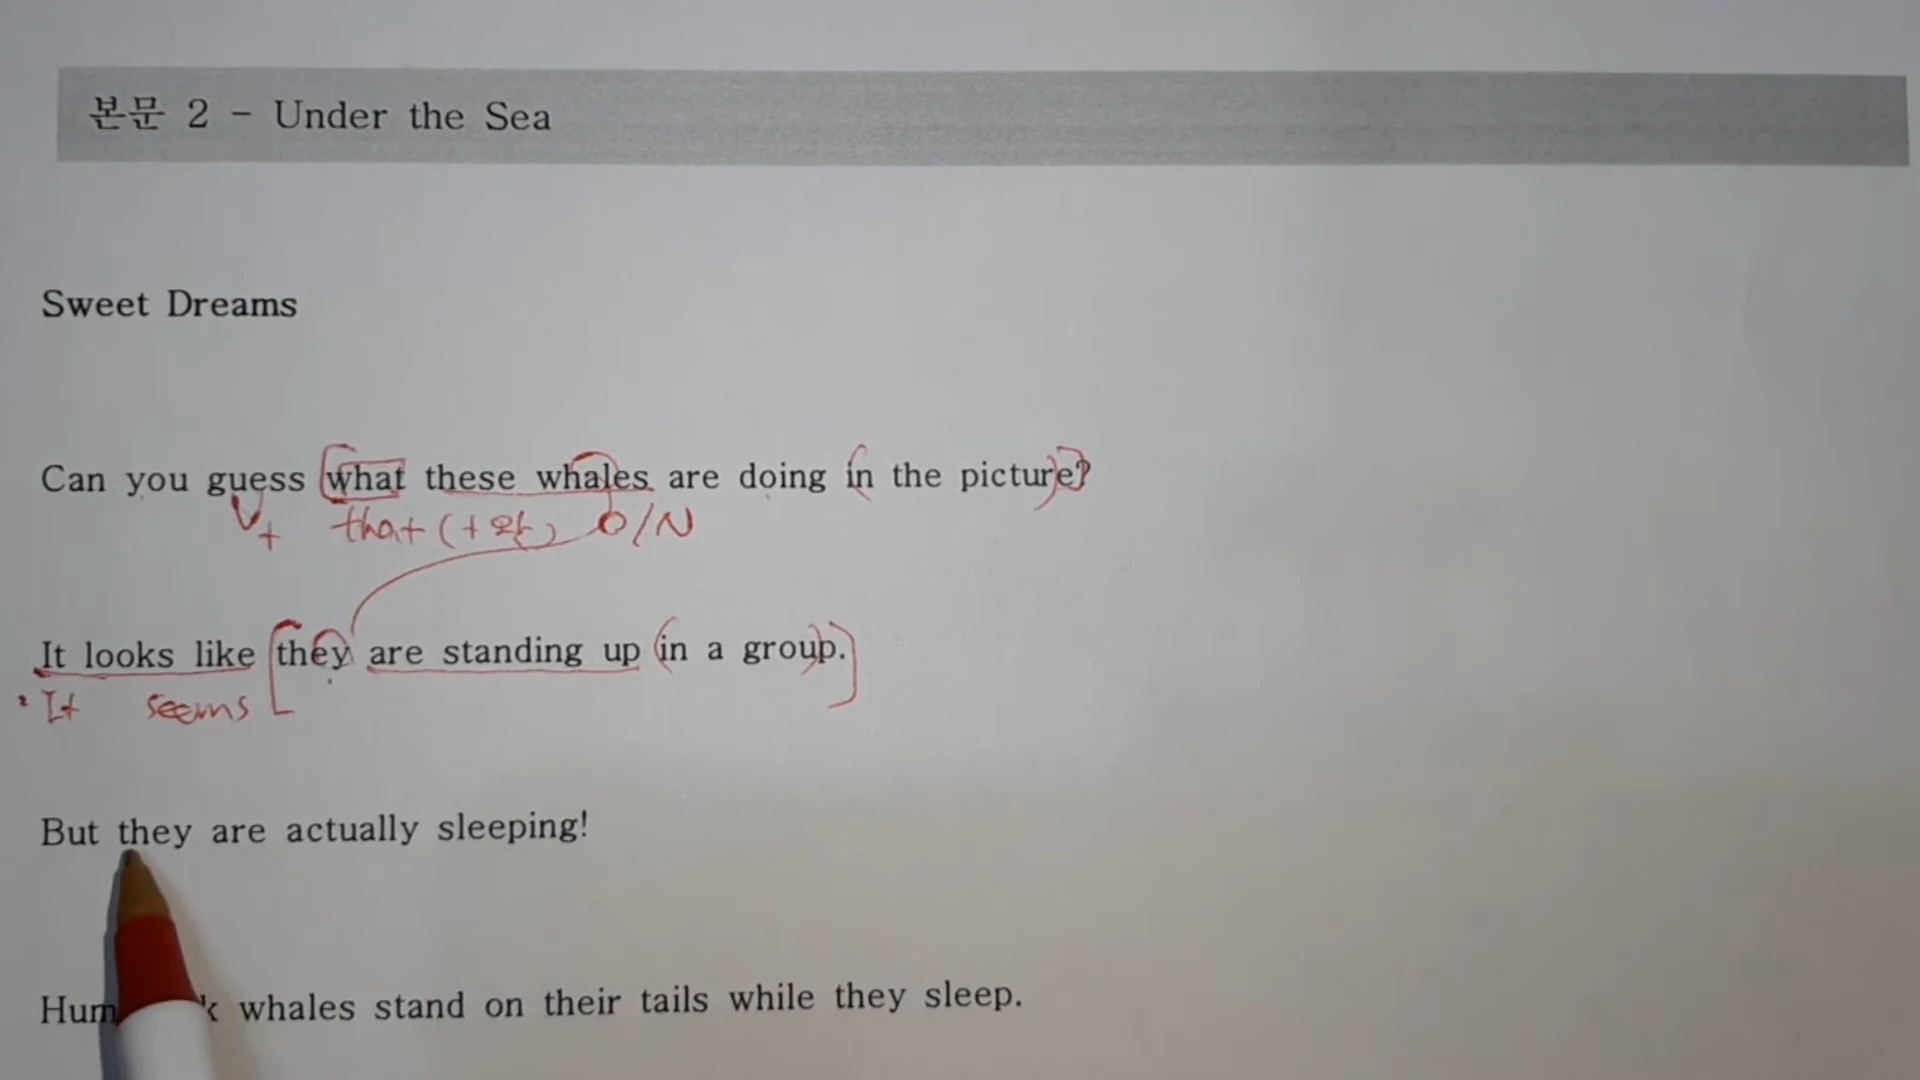 본문 2 - Under the Sea
Sweet Dreams
Can you guess what these whales are doing in the picture?
V + that (+완) O/N
It looks like they are standing up in a group.
It seems
But they are actually sleeping!
whales stand on their tails while they sleep.